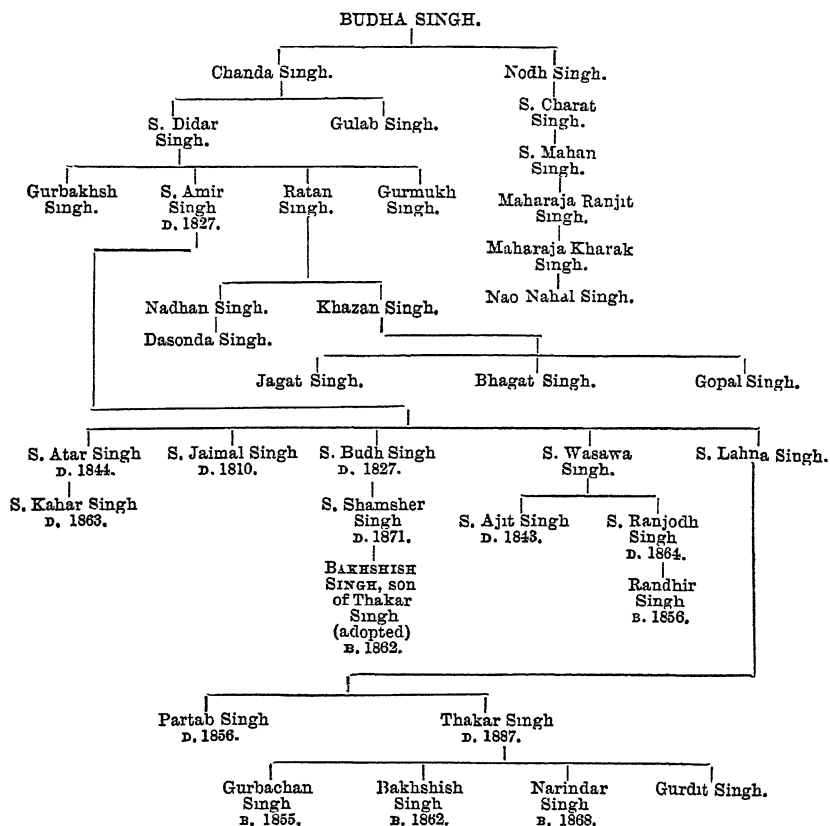 BUDHA SINGH.
Chanda Singh.
Nodh Singh.
S. Didar
Singh.
Gulab Singh.
S. Charat
Singh.
S. Mahan
Singh.
Gurbakhsh
Singh.
S. Amir
Singh
D. 1827.
Ratan
Singh.
Gurmukh
Singh.
Maharaja Ranjit
Singh.
Maharaja Kharak
Singh.
Nao Nahal Singh.
Nadhan Singh.
Khazan Singh.
Dasonda Singh.
Jagat Singh.
Bhagat Singh.
Gopal Singh.
S. Atar Singh
D. 1844.
S. Jaimal Singh
D. 1810.
S. Budh Singh
D. 1827.
S. Wasawa
Singh.
S. Lahna Singh.
S. Kahar Singh
D. 1863.
S. Shamsher
Singh
D. 1871.
S. Ajit Singh
D. 1843.
S. Ranjodh
Singh
D. 1864.
BAKHSHISH
SINGH, son
of Thakar
Singh
(adopted)
B. 1862.
Randhir
Singh
B. 1856.
Partab Singh
D. 1856.
Thakar Singh
D. 1887.
Gurbachan
Singh
B. 1855.
Bakhshish
Singh
B. 1862.
Narindar
Singh
B. 1868.
Gurdit Singh.